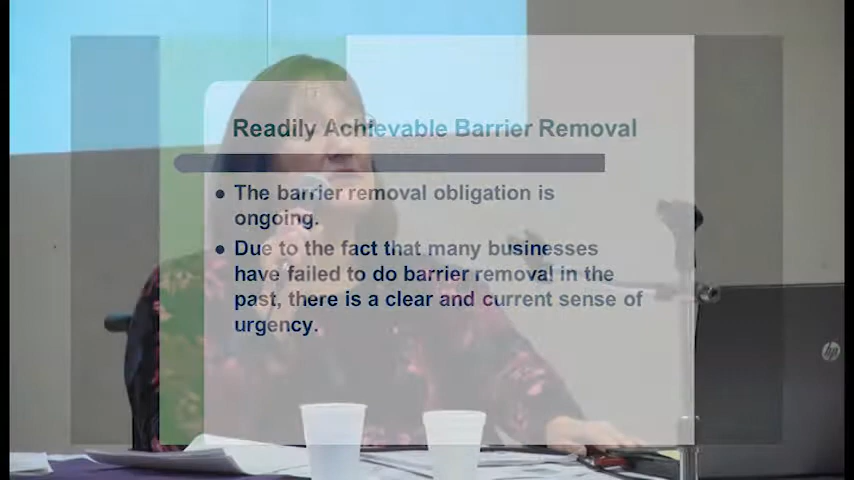 Readily Achievable Barrier Removal
● The barrier removal obligation is
ongoing.
● Due to the fact that many businesses
have failed to do barrier removal in the
past, there is a clear and current sense of
urgency.
hp